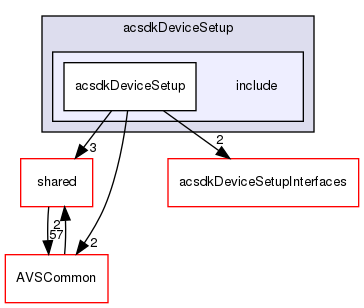 acsdkDeviceSetup
acsdkDeviceSetup
include
3
2
shared
acsdkDeviceSetupInterfaces
2
57
2
AVSCommon